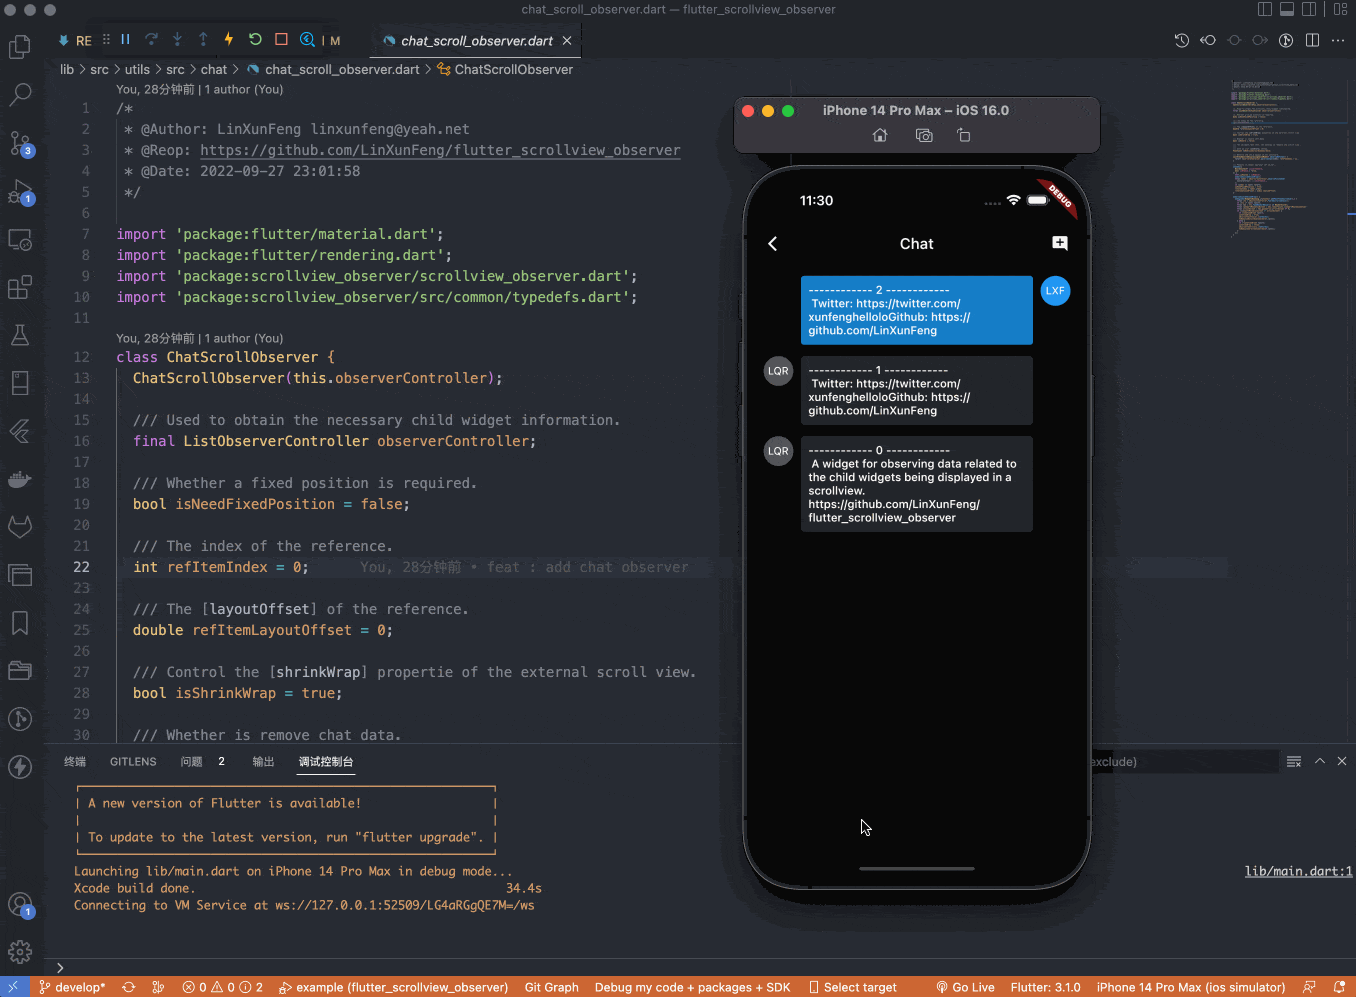 chat_scroll_observer.dart — flutter_scrollview_observer
RE
M
chat_scroll_observer.dart
lib > src > utils > src > chat > chat_scroll_observer.dart > ChatScrollObserver
You, 28分钟前 | 1 author (You)
1 /*
2 * @Author: LinXunFeng linxunfeng@yeah.net
3 * @Reop: https://github.com/LinXunFeng/flutter_scrollview_observer
4 * @Date: 2022-09-27 23:01:58
5 */
6
7 import 'package:flutter/material.dart';
8 import 'package:flutter/rendering.dart';
9 import 'package:scrollview_observer/scrollview_observer.dart';
10 import 'package:scrollview_observer/src/common/typedefs.dart';
11
You, 28分钟前 | 1 author (You)
12 class ChatScrollObserver {
13 ChatScrollObserver(this.observerController);
14
15 /// Used to obtain the necessary child widget information.
16 final ListObserverController observerController;
17
18 /// Whether a fixed position is required.
19 bool isNeedFixedPosition = false;
20
21 /// The index of the reference.
22 int refItemIndex = 0; You, 28分钟前 • feat : add chat observer
23
24 /// The [layoutOffset] of the reference.
25 double refItemLayoutOffset = 0;
26
27 /// Control the [shrinkWrap] propertie of the external scroll view.
28 bool isShrinkWrap = true;
29
30 /// Whether is remove chat data.
3
1
1
iPhone 14 Pro Max – iOS 16.0
11:30
DEBUG
Chat
------------ 2 ------------
Twitter: https://twitter.com/
xunfenghelloloGithub: https://
github.com/LinXunFeng
LXF
LQR
------------ 1 ------------
Twitter: https://twitter.com/
xunfenghelloloGithub: https://
github.com/LinXunFeng
LQR
------------ 0 ------------
A widget for observing data related to
the child widgets being displayed in a
scrollview.
https://github.com/LinXunFeng/
flutter_scrollview_observer
终端 GITLENS 问题 2 输出 调试控制台
exclude)
A new version of Flutter is available!
To update to the latest version, run "flutter upgrade".
Launching lib/main.dart on iPhone 14 Pro Max in debug mode...
lib/main.dart:1
Xcode build done. 34.4s
Connecting to VM Service at ws://127.0.0.1:52509/LG4aRGgQE7M=/ws
>
develop* 0 0 2 example (flutter_scrollview_observer) Git Graph Debug my code + packages + SDK Select target Go Live Flutter: 3.1.0 iPhone 14 Pro Max (ios simulator)